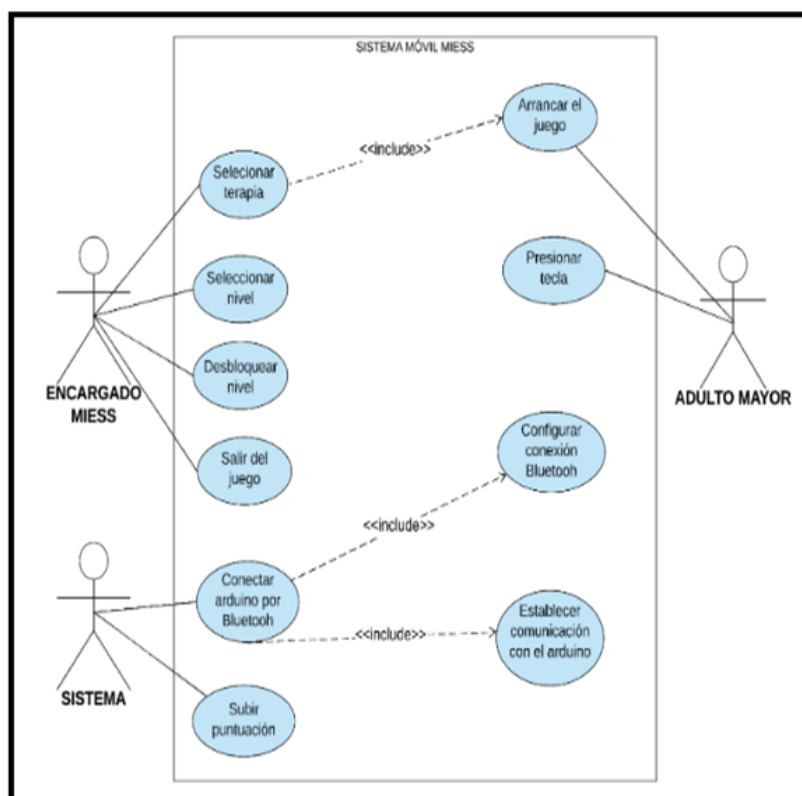 SISTEMA MÓVIL MIESS
Arrancar el
juego
<<include>>
Selecionar
terapia
Presionar
tecla
Seleccionar
nivel
Desbloquear
nivel
ENCARGADO
MIESS
ADULTO MAYOR
Configurar
conexión
Bluetooh
Salir del
juego
<<include>>
Conectar
arduino por
Bluetooh
<<include>>
Establecer
comunicación
con el arduino
SISTEMA
Subir
puntuación